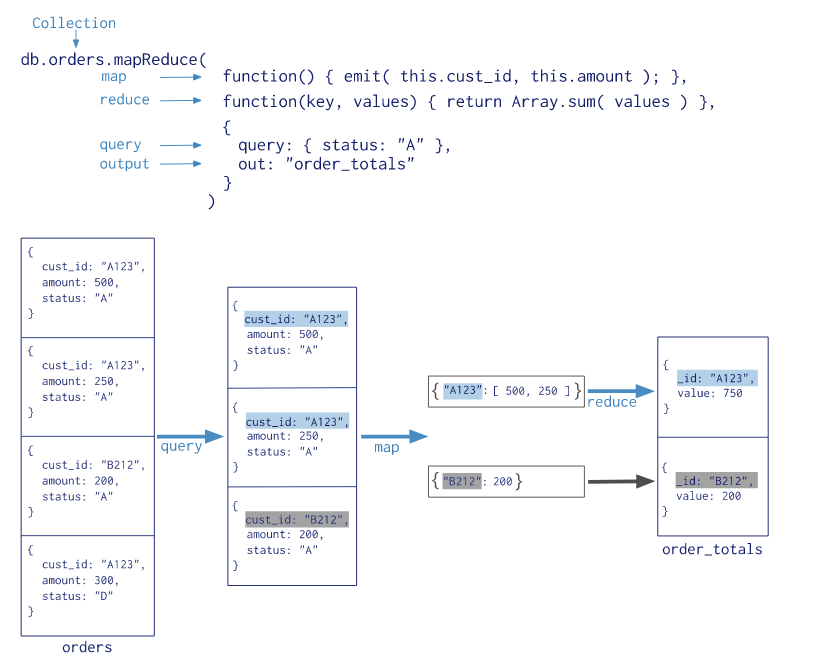 Collection
db.orders.mapReduce(
map function() { emit( this.cust_id, this.amount ); },
reduce function(key, values) { return Array.sum( values ) },
{
query query: { status: "A" },
output out: "order_totals"
}
)
{
cust_id: "A123",
amount: 500,
status: "A"
}
{
cust_id: "A123",
amount: 250,
status: "A"
}
{
cust_id: "B212",
amount: 200,
status: "A"
}
{
cust_id: "A123",
amount: 300,
status: "D"
}
orders
query
{
cust_id: "A123",
amount: 500,
status: "A"
}
{
cust_id: "A123",
amount: 250,
status: "A"
}
{
cust_id: "B212",
amount: 200,
status: "A"
}
map
{ "A123": [ 500, 250 ] }
{ "B212": 200 }
reduce
{
_id: "A123",
value: 750
}
{
_id: "B212",
value: 200
}
order_totals